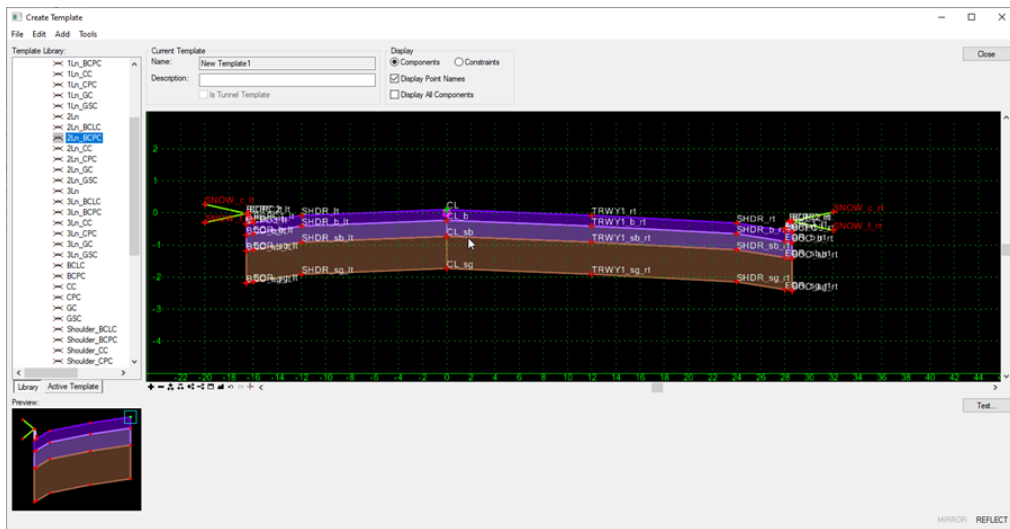 Create Template
File Edit Add Tools
Template Library:
1Ln_BCPC
1Ln_CC
1Ln_CPC
1Ln_GC
1Ln_GSC
2Ln
2Ln_BCLC
2Ln_BCPC
2Ln_CC
2Ln_CPC
2Ln_GC
2Ln_GSC
3Ln
3Ln_BCLC
3Ln_BCPC
3Ln_CC
3Ln_CPC
3Ln_GC
3Ln_GSC
BCLC
BCPC
CC
CPC
GC
GSC
Shoulder_BCLC
Shoulder_BCPC
Shoulder_CC
Shoulder_CPC
Library Active Template
Preview:
Current Template
Name: New Template1
Description:
Is Tunnel Template
Display
Components Constraints
Display Point Names
Display All Components
Close
2
1
0
-1
-2
-3
-4
SNOW_c_lt
SHDR_lt
CL
TRWY1_rt
SHDR_rt
SNOW_c_rt
SHDR_b_lt
CL_b
TRWY1_b_rt
SHDR_b_rt
SNOW_t_rt
SHDR_sb_lt
CL_sb
TRWY1_sb_rt
SHDR_sb_rt
SHDR_sg_lt
CL_sg
TRWY1_sg_rt
SHDR_sg_rt
-22 -20 -18 -16 -14 -12 -10 -8 -6 -4 -2 0 2 4 6 8 10 12 14 16 18 20 22 24 26 28 30 32 34 36 38 40 42 44
Test...
MIRROR REFLECT